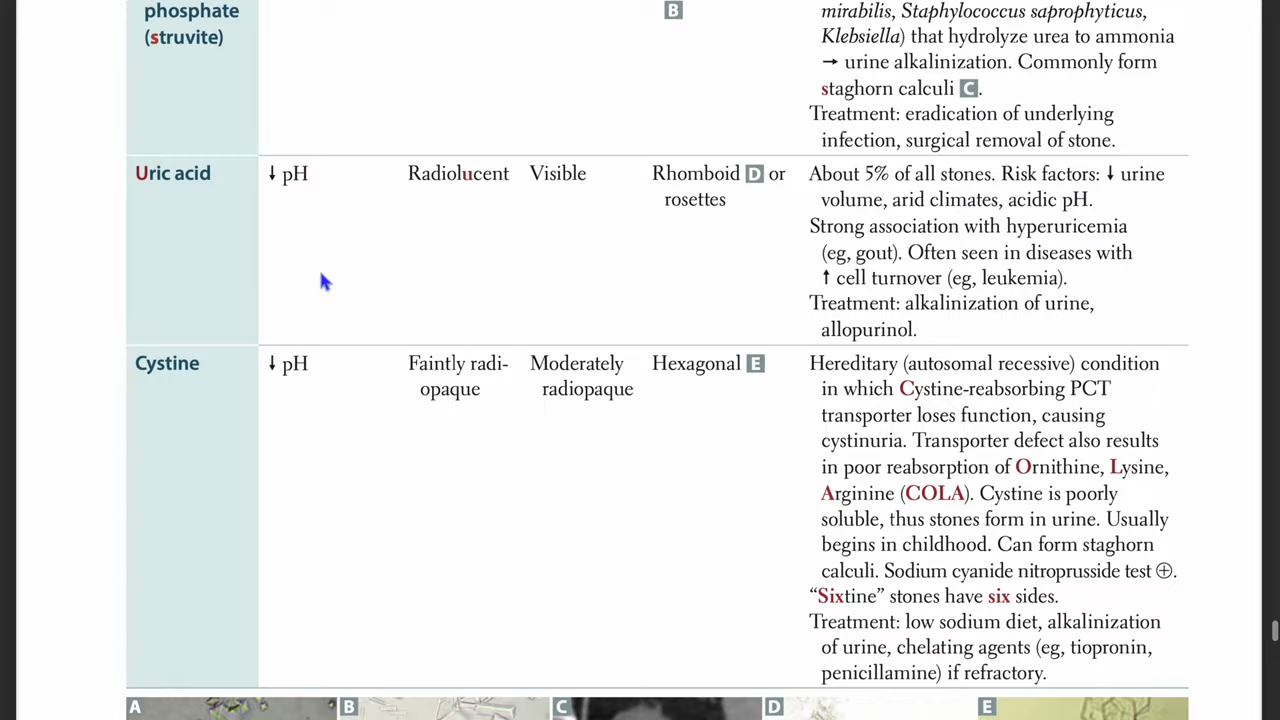 phosphate
(struvite)
B
mirabilis, Staphylococcus saprophyticus,
Klebsiella) that hydrolyze urea to ammonia
→ urine alkalinization. Commonly form
staghorn calculi C.
Treatment: eradication of underlying
infection, surgical removal of stone.
Uric acid
↓ pH
Radiolucent
Visible
Rhomboid D or
rosettes
About 5% of all stones. Risk factors: ↓ urine
volume, arid climates, acidic pH.
Strong association with hyperuricemia
(eg, gout). Often seen in diseases with
↑ cell turnover (eg, leukemia).
Treatment: alkalinization of urine,
allopurinol.
Cystine
↓ pH
Faintly radi-
opaque
Moderately
radiopaque
Hexagonal E
Hereditary (autosomal recessive) condition
in which Cystine-reabsorbing PCT
transporter loses function, causing
cystinuria. Transporter defect also results
in poor reabsorption of Ornithine, Lysine,
Arginine (COLA). Cystine is poorly
soluble, thus stones form in urine. Usually
begins in childhood. Can form staghorn
calculi. Sodium cyanide nitroprusside test ⊕.
“Sixtine” stones have six sides.
Treatment: low sodium diet, alkalinization
of urine, chelating agents (eg, tiopronin,
penicillamine) if refractory.
A B C D E